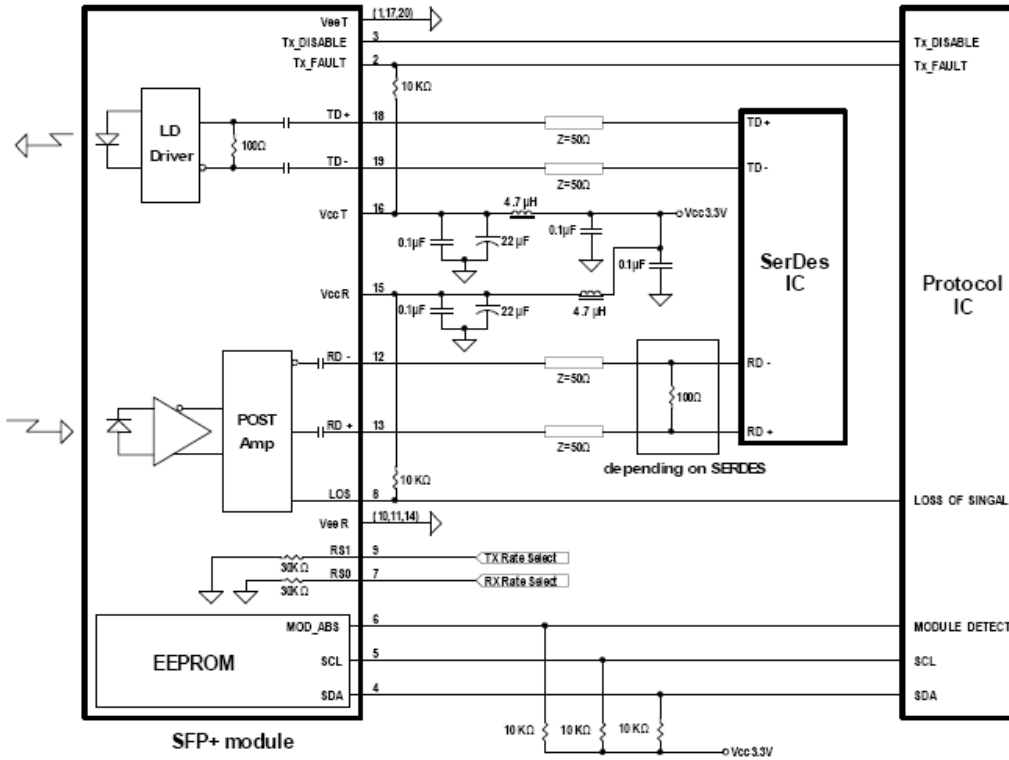 VeeT (1,17,20)
Tx_DISABLE 3 Tx_DISABLE
Tx_FAULT 2 Tx_FAULT
10 KΩ
LD
Driver
100Ω
TD+ 18 TD+
Z=50Ω
TD- 19 TD-
Z=50Ω
VccT 16 4.7 µH Vcc3.3V
0.1µF 22 µF 0.1µF
0.1µF
SerDes
IC
Protocol
IC
VccR 15
0.1µF 22 µF 4.7 µH
RD - 12 RD -
Z=50Ω
100Ω
POST
Amp
RD + 13 RD +
Z=50Ω
depending on SERDES
10 KΩ
LOS 8 LOSS OF SINGAL
VeeR (10,11,14)
RS1 9 TX Rate Select
30KΩ
RS0 7 RX Rate Select
30KΩ
MOD_ABS 6 MODULE DETECT
EEPROM
SCL 5 SCL
SDA 4 SDA
10 KΩ 10 KΩ 10 KΩ
Vcc3.3V
SFP+ module